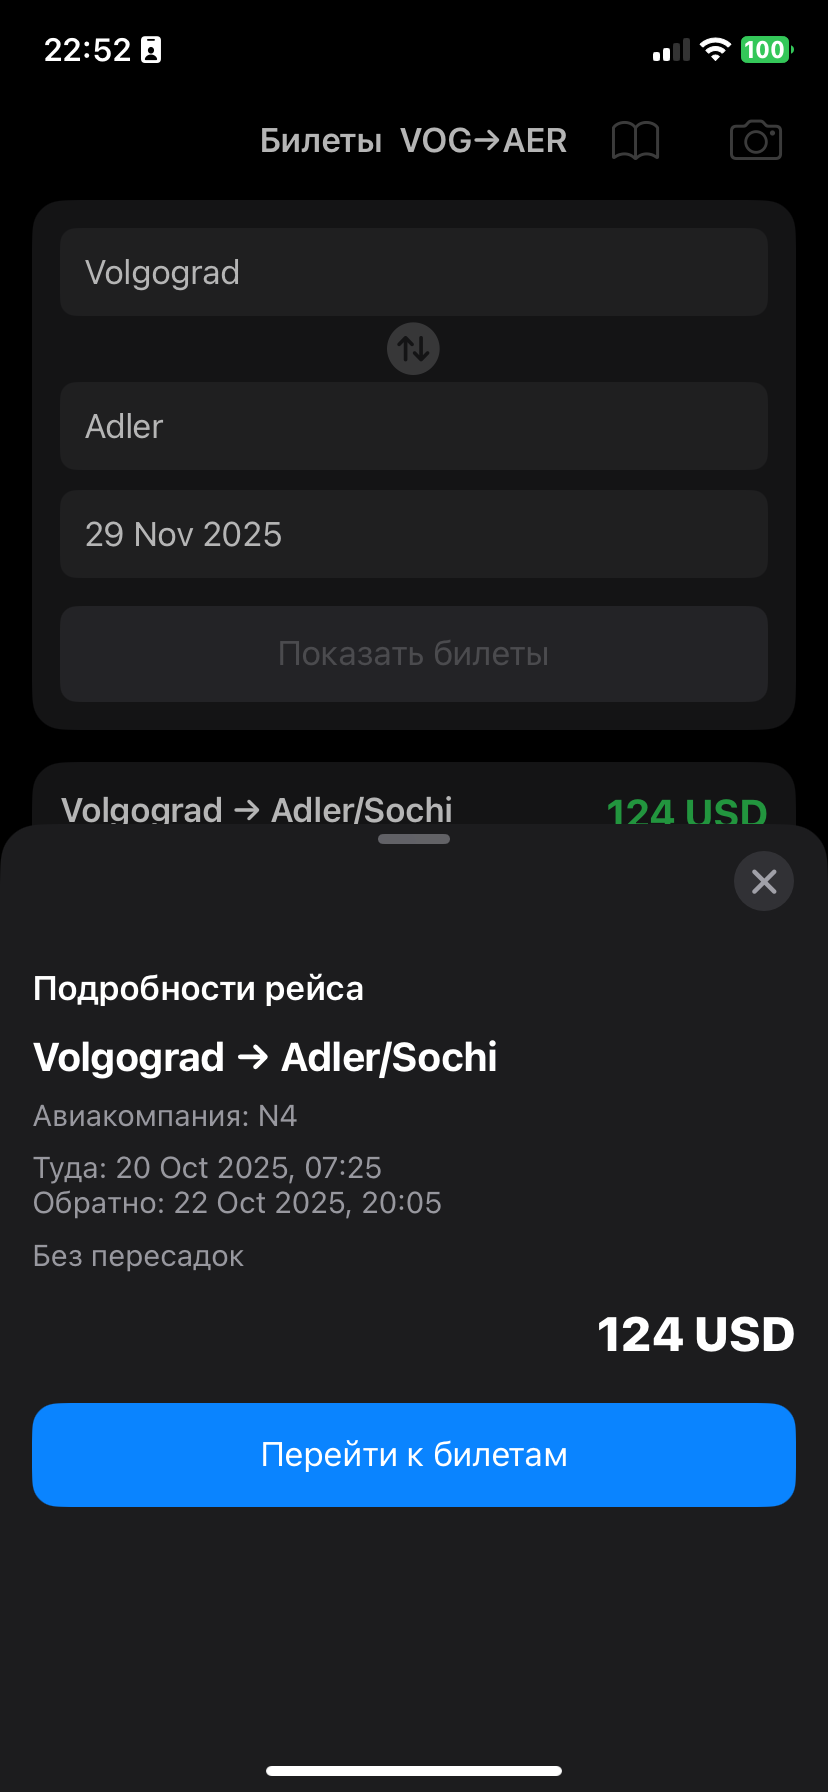 22:52
100
Билеты VOG→AER
Volgograd
Adler
29 Nov 2025
Показать билеты
Volgograd → Adler/Sochi
124 USD
Подробности рейса
Volgograd → Adler/Sochi
Авиакомпания: N4
Туда: 20 Oct 2025, 07:25
Обратно: 22 Oct 2025, 20:05
Без пересадок
124 USD
Перейти к билетам